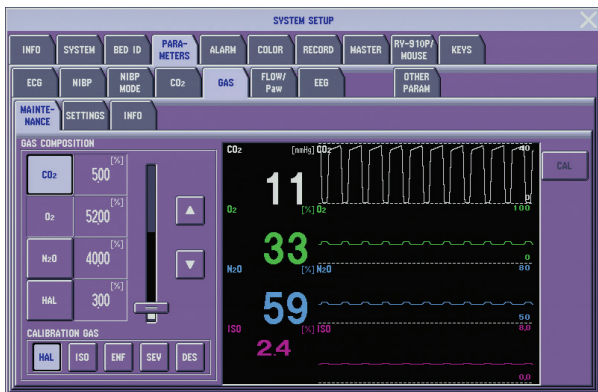 SYSTEM SETUP
INFO
SYSTEM
BED ID
PARA-
METERS
ALARM
COLOR
RECORD
MASTER
RY-910P/
MOUSE
KEYS
ECG
NIBP
NIBP
MODE
CO2
GAS
FLOW/
Paw
EEG
OTHER
PARAM
MAINTE-
NANCE
SETTINGS
INFO
GAS COMPOSITION
CO2 500 [%]
O2 5200 [%]
N2O 4000 [%]
HAL 300 [%]
CALIBRATION GAS
HAL ISO ENF SEV DES
CO2 [mmHg] CO2 40
11
0
O2 [%] O2 100
33
0
N2O [%] N2O 80
59
50
ISO [%] ISO 8,0
2.4
0,0
CAL